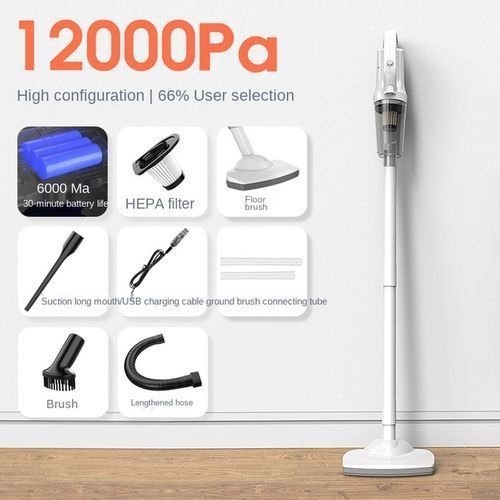 12000Pa
High configuration | 66% User selection
6000 Ma
30-minute battery life
HEPA filter
Floor
brush
Suction long mouth/USB charging cable ground brush connecting tube
Brush
Lengthened hose